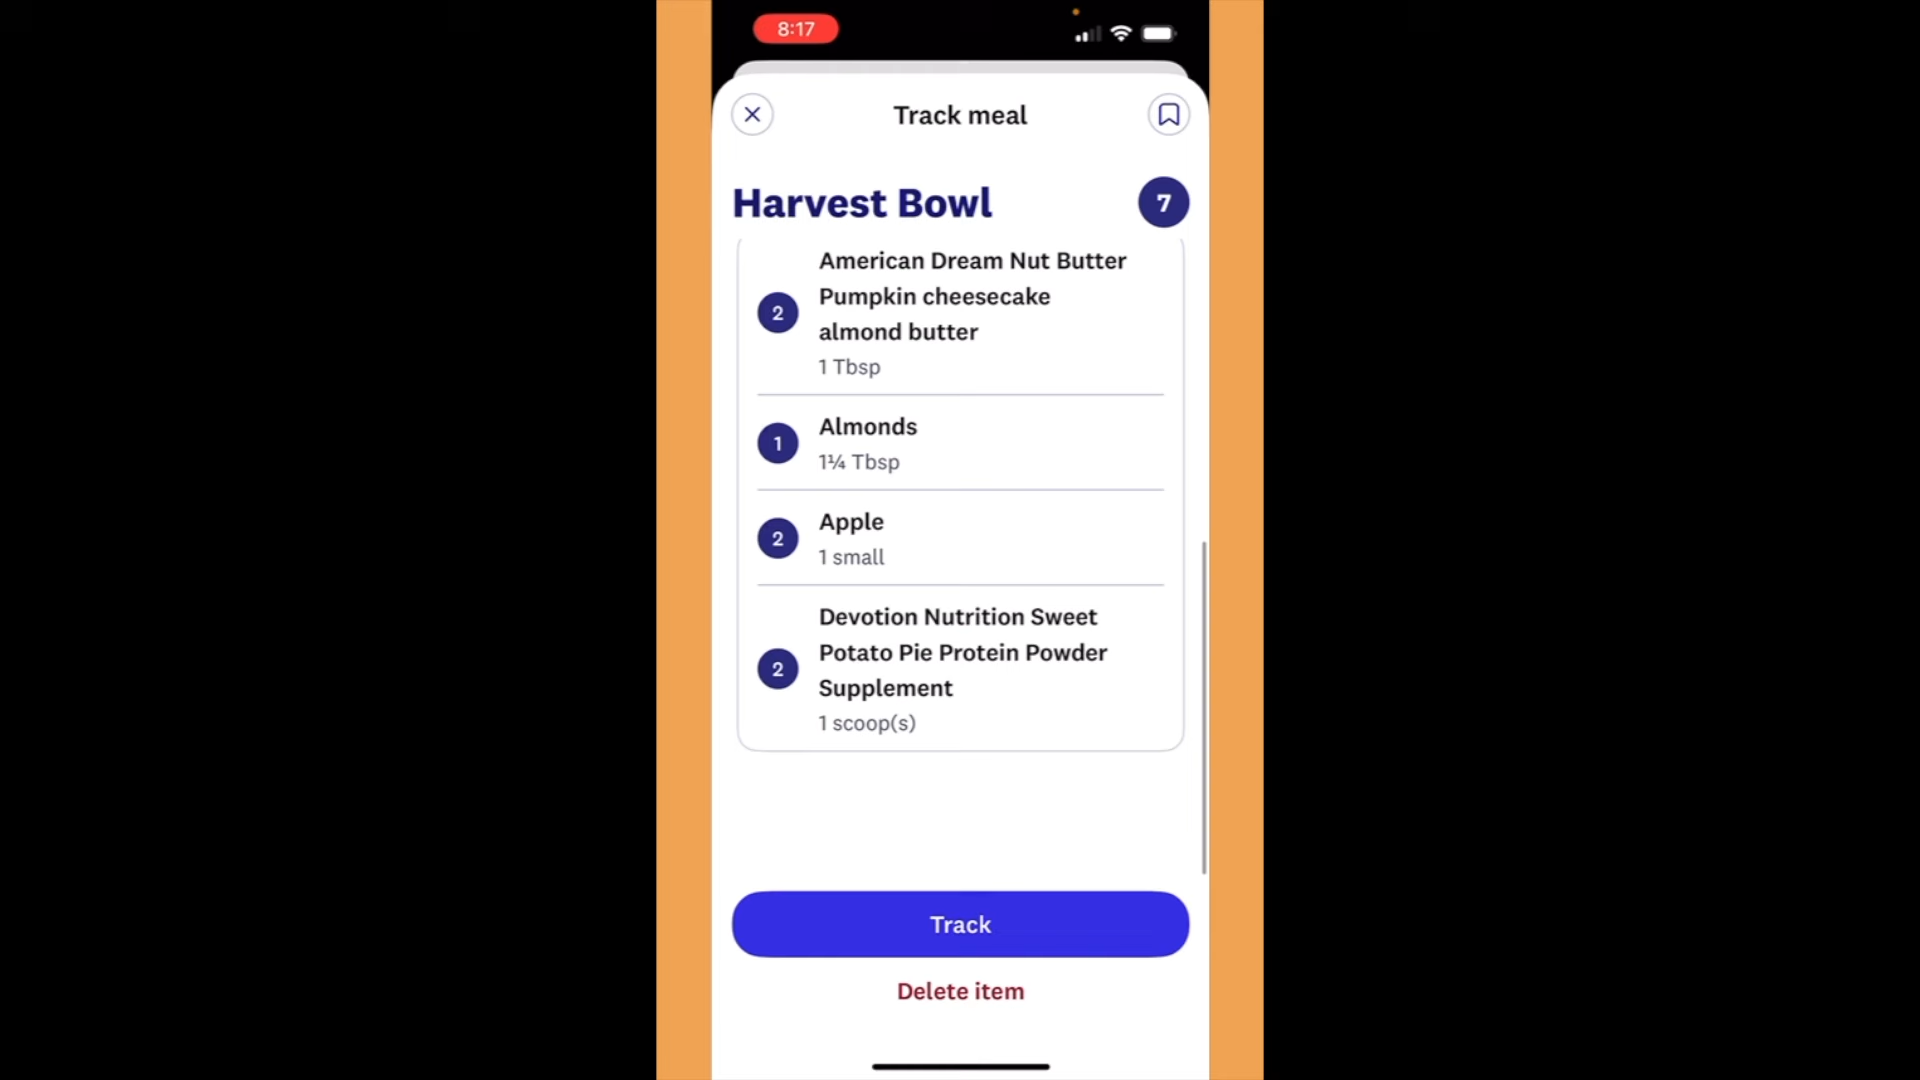 8:17
Track meal
Harvest Bowl
7
American Dream Nut Butter
Pumpkin cheesecake
2
almond butter
1 Tbsp
Almonds
1
1¼ Tbsp
Apple
2
1 small
Devotion Nutrition Sweet
Potato Pie Protein Powder
2
Supplement
1 scoop(s)
Track
Delete item